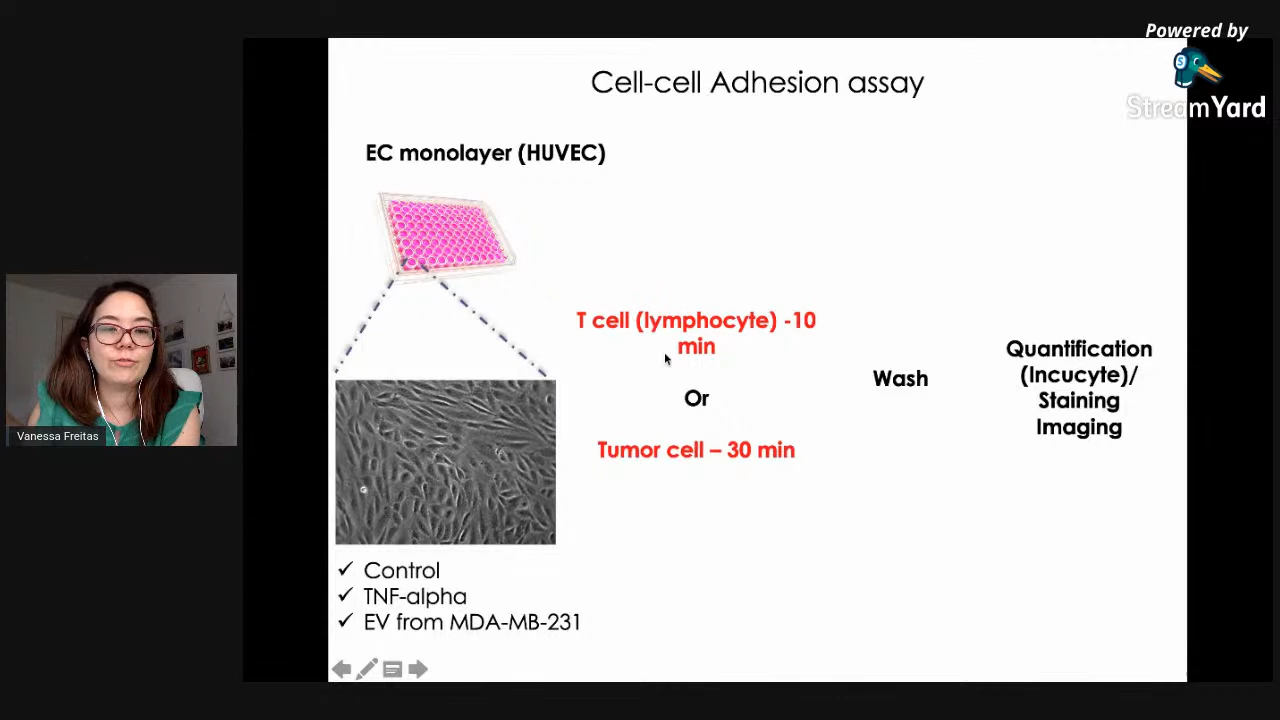 Powered by
StreamYard
Cell-cell Adhesion assay
EC monolayer (HUVEC)
T cell (lymphocyte) -10
min
Or
Tumor cell – 30 min
Wash
Quantification
(Incucyte)/
Staining
Imaging
Vanessa Freitas
✓ Control
✓ TNF-alpha
✓ EV from MDA-MB-231